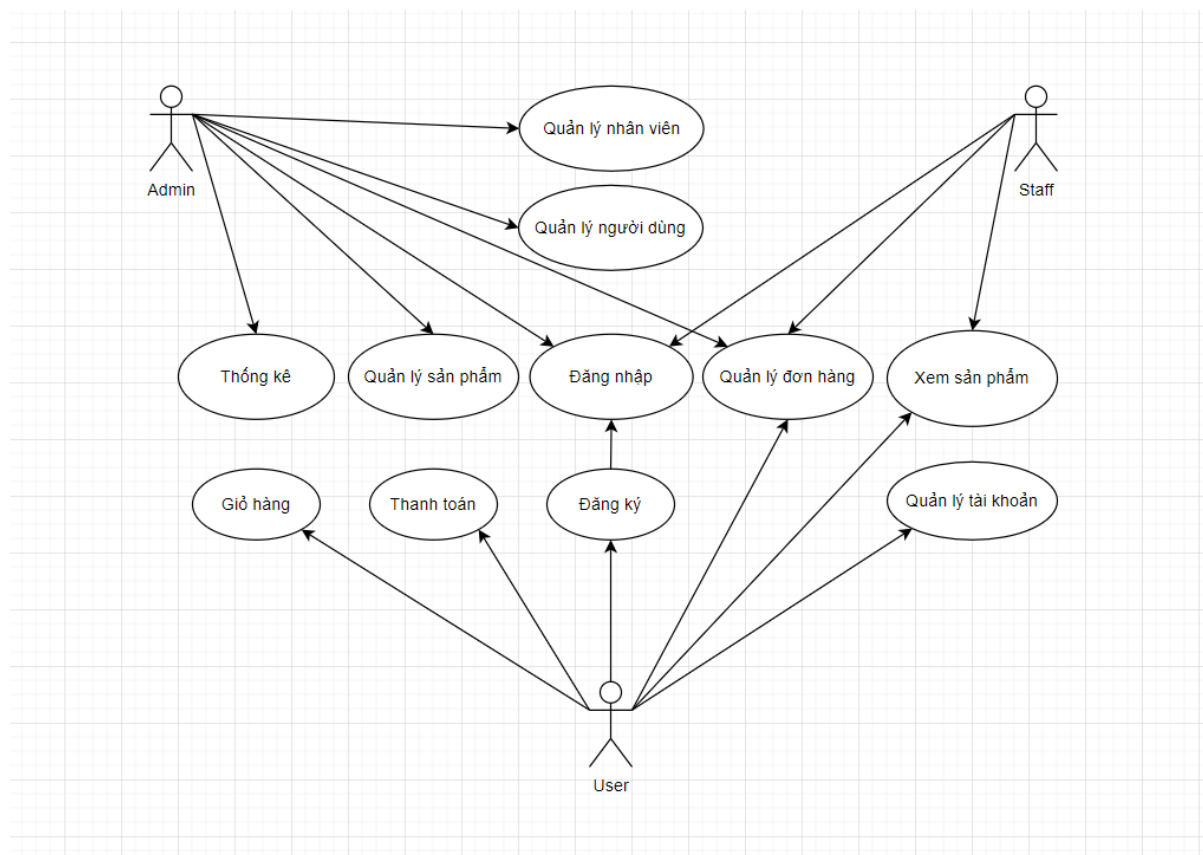 Quản lý nhân viên
Admin
Staff
Quản lý người dùng
Thống kê
Quản lý sản phẩm
Đăng nhập
Quản lý đơn hàng
Xem sản phẩm
Giỏ hàng
Thanh toán
Đăng ký
Quản lý tài khoản
User